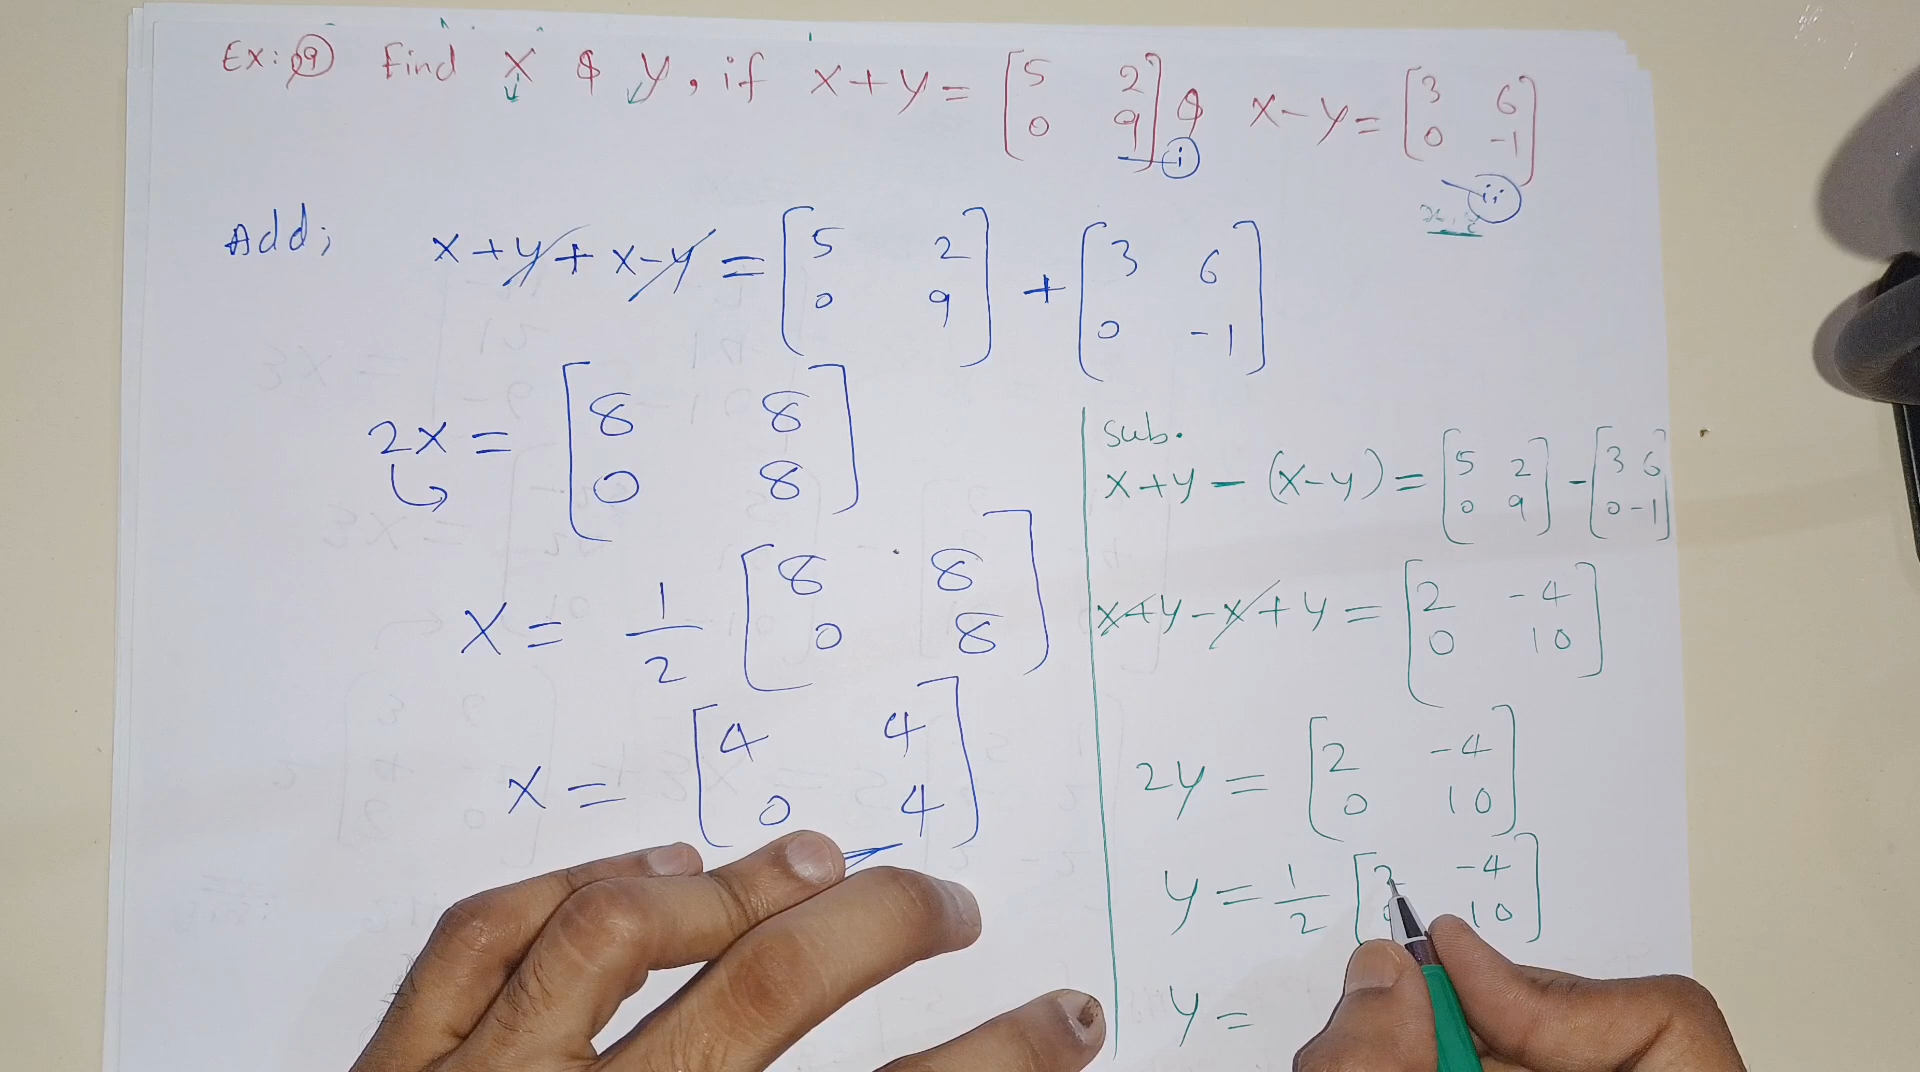 Ex: 09 Find X & Y, if X+Y= [5 2
0 9] & X-Y= [3 6
0 -1]
i
ii
Add; X+Y+X-Y = [5 2
0 9] + [3 6
0 -1]
2X = [8 8
0 8]
X = 1/2 [8 8
0 8]
X = [4 4
0 4]
Sub.
X+Y-(X-Y) = [5 2
0 9] - [3 6
0 -1]
X+Y-X+Y = [2 -4
0 10]
2Y = [2 -4
0 10]
Y = 1/2 [2 -4
10]
Y =